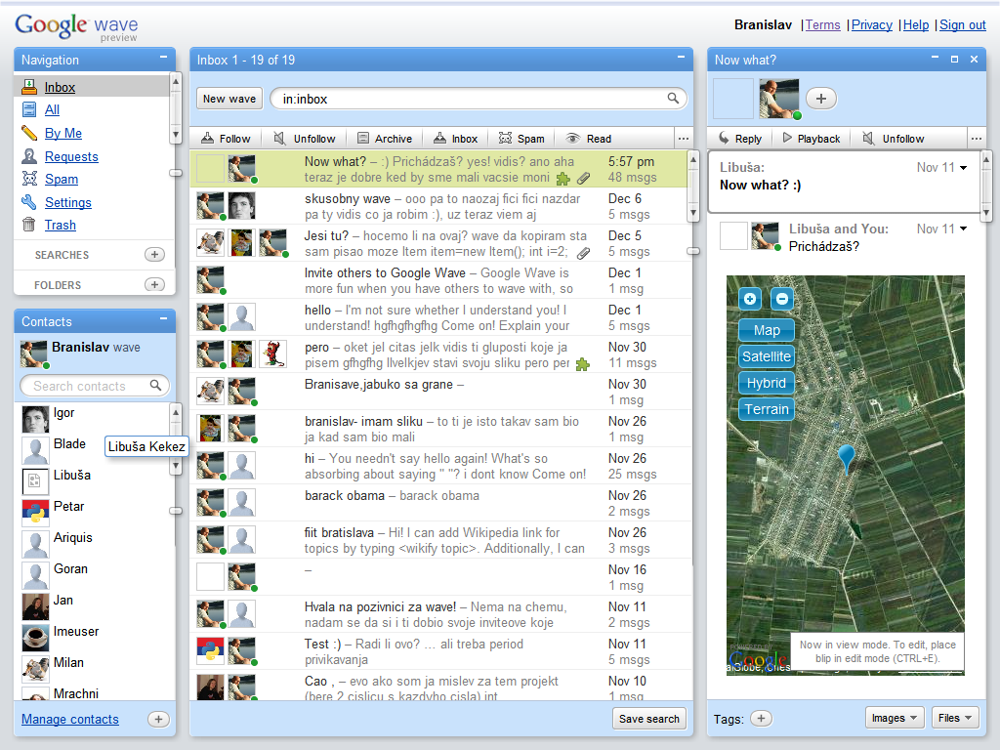 Google wave
preview
Branislav |Terms |Privacy |Help |Sign out
Navigation
Inbox
All
By Me
Requests
Spam
Settings
Trash
SEARCHES
FOLDERS
Contacts
Branislav wave
Search contacts
Igor
Blade
Libuša Kekez
Libuša
Petar
Ariquis
Goran
Jan
Imeuser
Milan
Mrachni
Manage contacts
Inbox 1 - 19 of 19
New wave
in:inbox
Follow Unfollow Archive Inbox Spam Read ...
Now what? – :) Prichádzaš? yes! vidis? ano aha 5:57 pm
teraz je dobre ked by sme mali vacsie moni 48 msgs
skusobny wave – ooo pa to naozaj fici fici nazdar Dec 6
pa ty vidis co ja robim :), uz teraz viem aj 5 msgs
Jesi tu? – hocemo li na ovaj? wave da kopiram sta Dec 5
sam pisao moze Item item=new Item(); int i=2; 5 msgs
Invite others to Google Wave – Google Wave is Dec 1
more fun when you have others to wave with, so 1 msg
hello – I'm not sure whether I understand you! I Dec 1
understand! hgfhgfhgfhg Come on! Explain your 5 msgs
pero – oket jel citas jelk vidis ti gluposti koje ja Nov 30
pisem gfhgfhg llvelkjev stavi svoju sliku pero per 11 msgs
Branisave,jabuko sa grane – Nov 30
1 msg
branislav- imam sliku – to ti je isto takav sam bio Nov 26
ja kad sam bio mali 1 msg
hi – You needn't say hello again! What's so Nov 26
absorbing about saying " "? i dont know Come on! 25 msgs
barack obama – barack obama Nov 26
2 msgs
fiit bratislava – Hi! I can add Wikipedia link for Nov 26
topics by typing <wikify topic>. Additionally, I can 3 msgs
– Nov 16
1 msg
Hvala na pozivnici za wave! – Nema na chemu, Nov 11
nadam se da si i ti dobio svoje inviteove koje 2 msgs
Test :) – Radi li ovo? ... ali treba period Nov 11
privikavanja 5 msgs
Cao , – evo ako som ja mislev za tem projekt Nov 10
(bere 2 cislicu s kazdyho cisla) int 1 msg
Save search
Now what?
Reply Playback Unfollow ...
Libuša: Nov 11
Now what? :)
Libuša and You: Nov 11
Prichádzaš?
Map
Satellite
Hybrid
Terrain
Now in view mode. To edit, place
blip in edit mode (CTRL+E).
Google
Tags:
Images Files